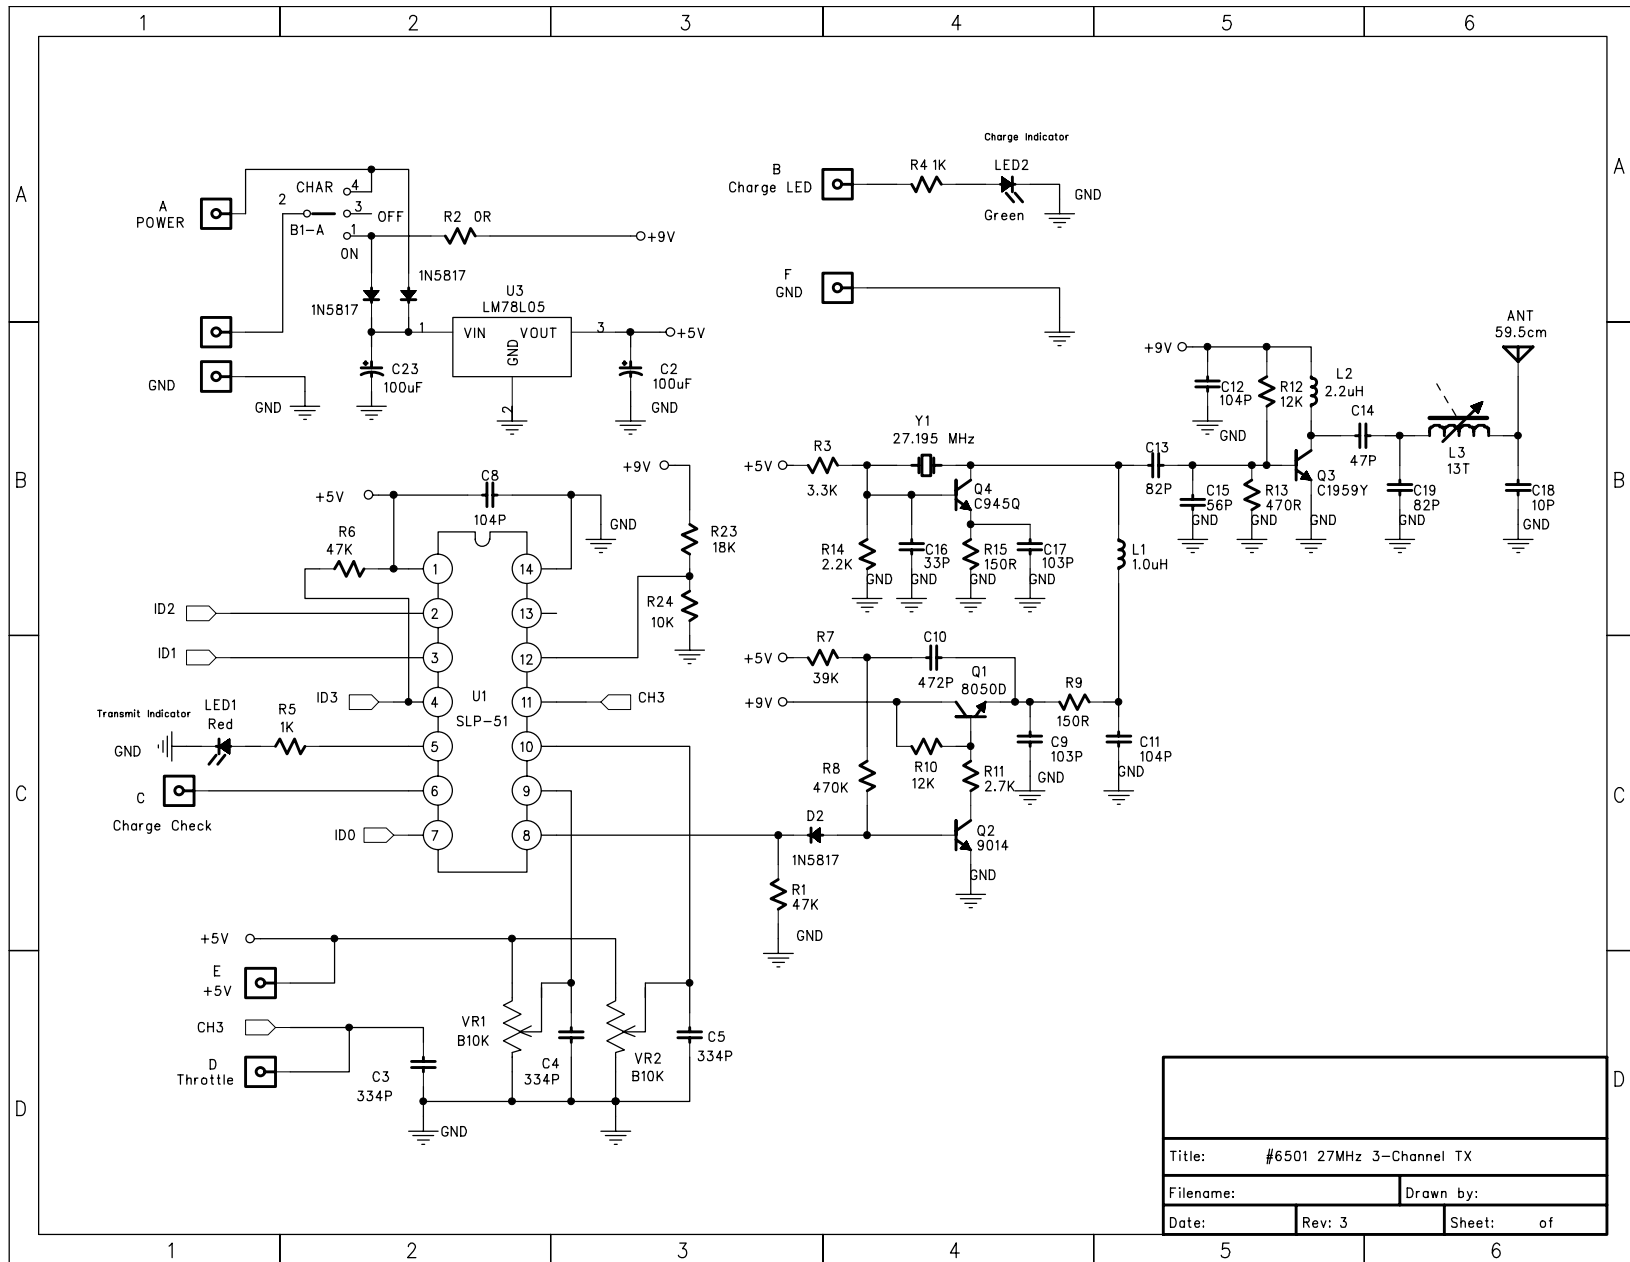 1 2 3 4 5 6
A A
Charge Indicator
B
Charge LED
R4 1K
LED2
Green
GND
A
POWER
CHAR
4
2
3
OFF
B1-A
1
ON
R2 0R
+9V
1N5817
1N5817
U3
LM78L05
1
VIN VOUT
GND
3
+5V
2
C23
100uF
C2
100uF
GND
GND
GND
F
GND
ANT
59.5cm
+9V
C12
104P
GND
R12
12K
L2
2.2uH
C14
47P
L3
13T
B B
Y1
27.195 MHz
R3
+5V
3.3K
Q4
C945Q
C13
82P
C15
56P
GND
R13
470R
GND
Q3
C1959Y
GND
C19
82P
GND
C18
10P
GND
R14
2.2K
GND
C16
33P
GND
R15
150R
GND
C17
103P
GND
L1
1.0uH
+9V
C8
+5V
104P
GND
R6
47K
R23
18K
R24
10K
1 14
ID2
2 13
ID1
3 12
ID3
4 11
CH3
U1
SLP-51
Transmit Indicator
LED1
Red
R5
1K
GND
5 10
C
6 9
Charge Check
ID0
7 8
C C
R7
+5V
39K
C10
472P
Q1
8050D
+9V
R9
150R
C9
103P
GND
C11
104P
GND
R8
470K
R10
12K
R11
2.7K
D2
1N5817
Q2
9014
GND
R1
47K
GND
+5V
E
+5V
CH3
D
Throttle
C3
334P
GND
VR1
B10K
C4
334P
VR2
B10K
C5
334P
D D
Title: #6501 27MHz 3-Channel TX
Filename: Drawn by:
Date: Rev: 3 Sheet: of
1 2 3 4 5 6